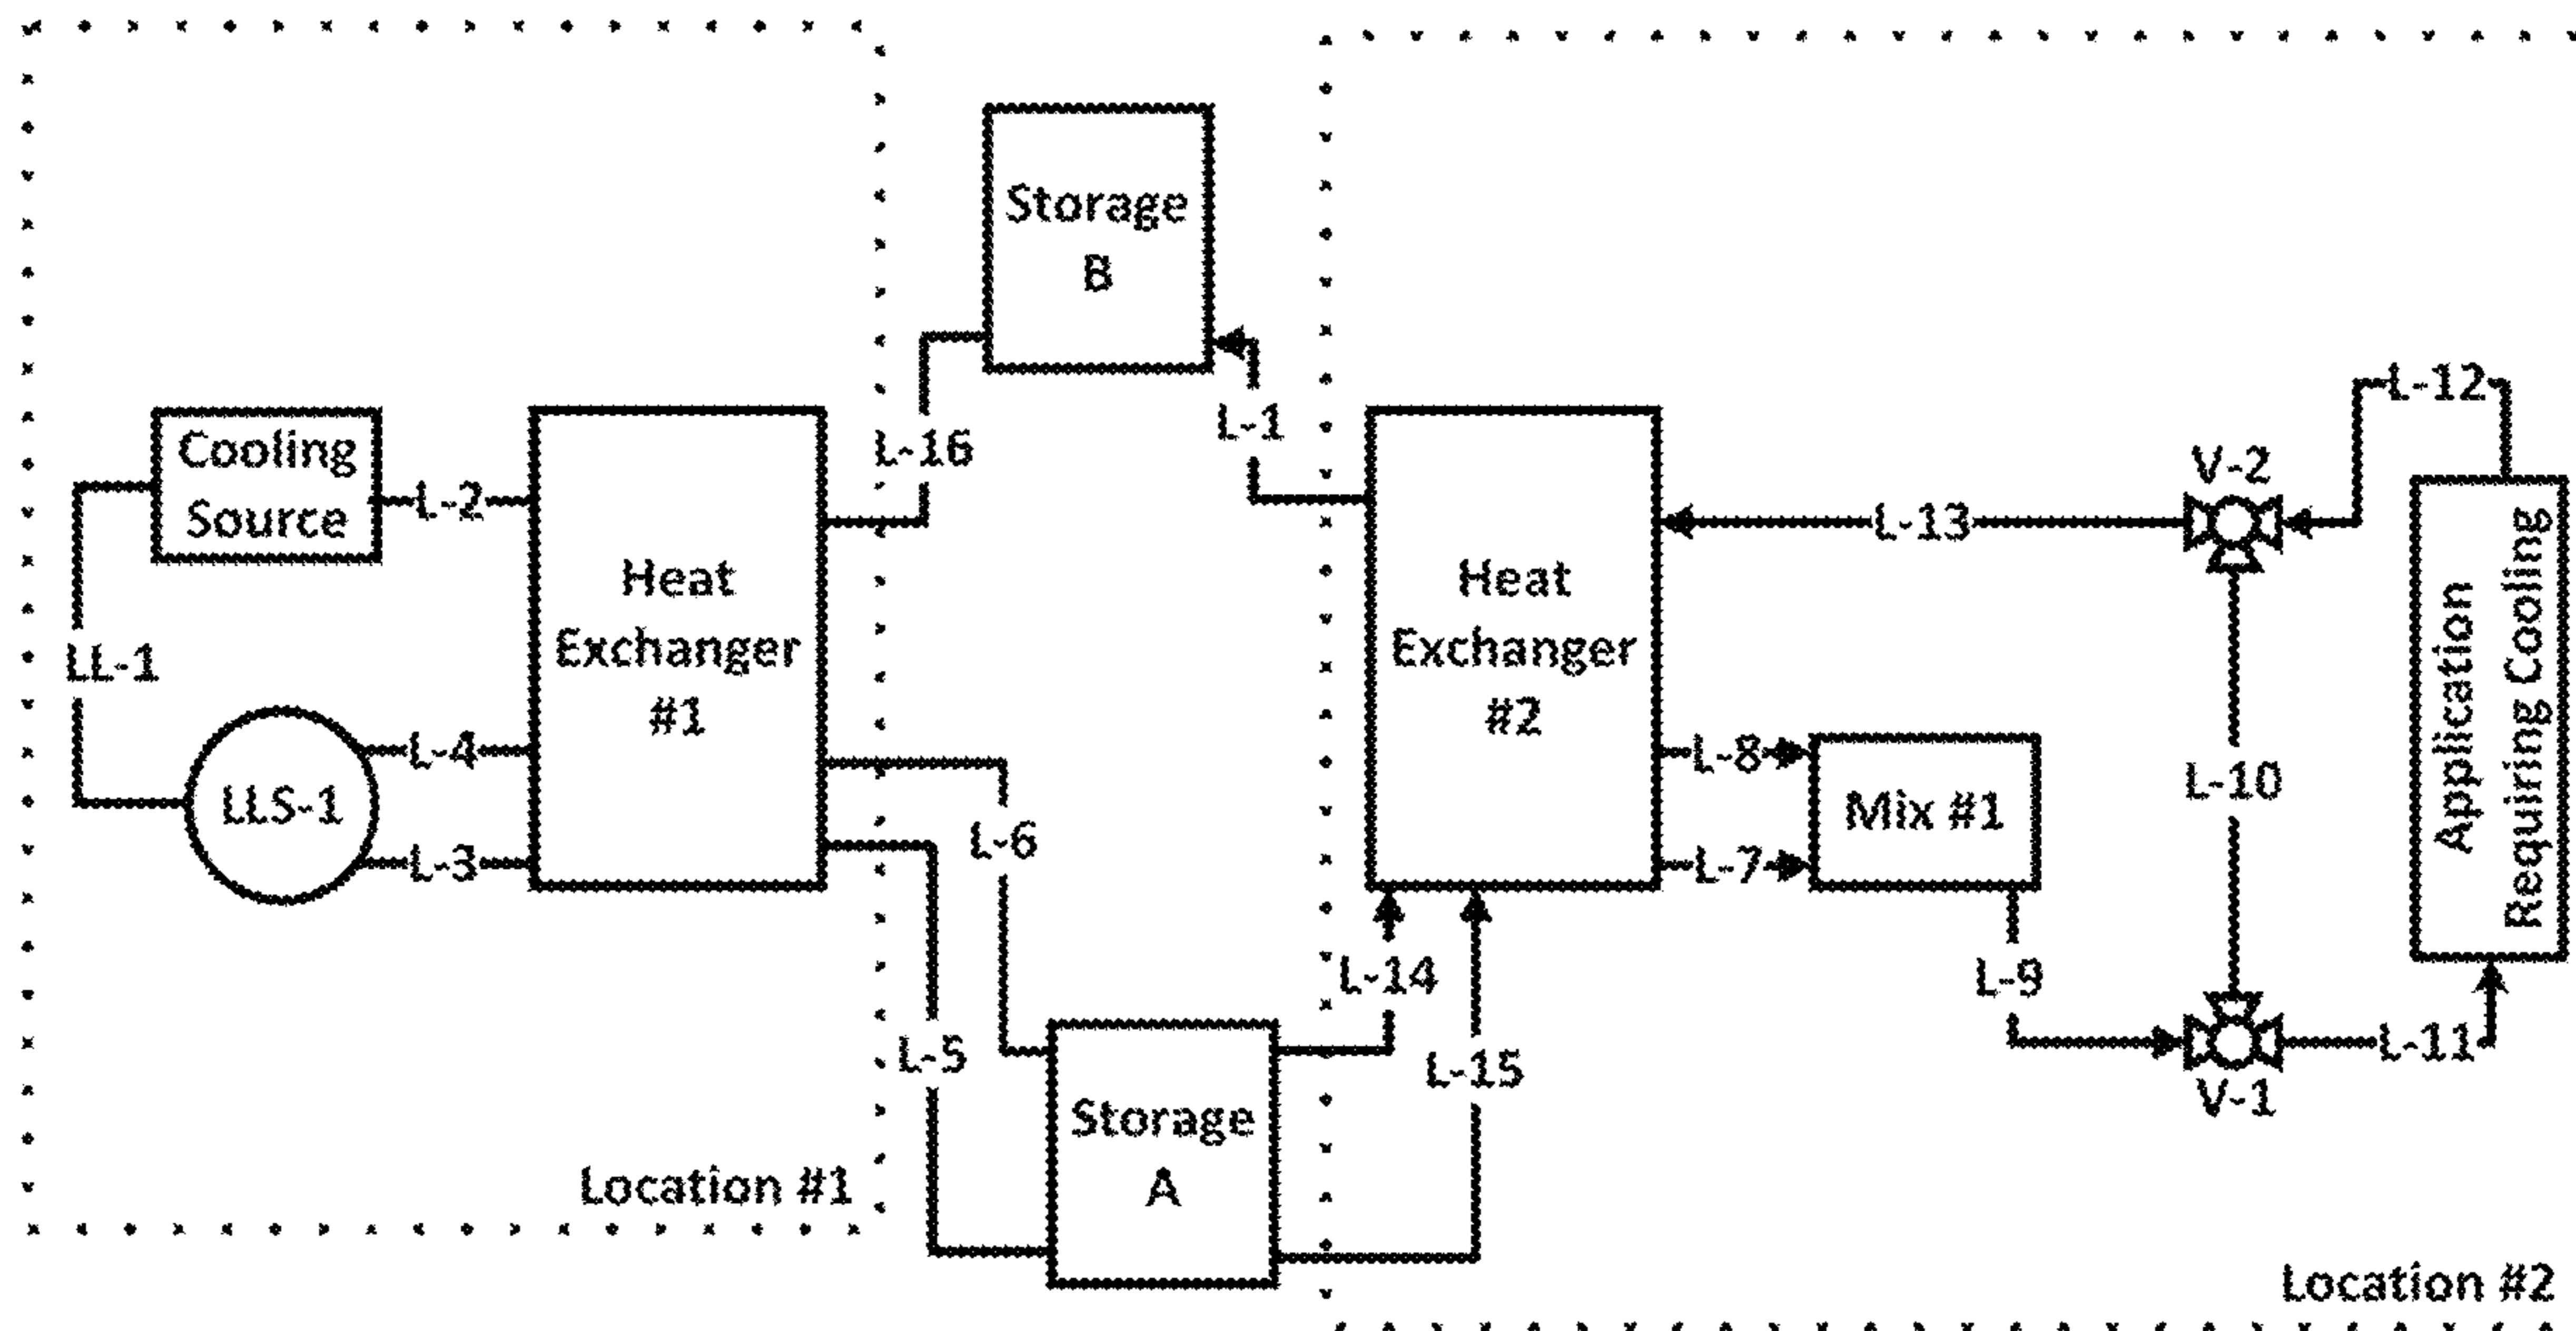 Storage
B
L-16
L-1
L-12
Cooling
Source
L-2
V-2
L-13
Heat
Exchanger
#1
Heat
Exchanger
#2
Application
Requiring Cooling
LL-1
L-4
LLS-1
L-3
L-6
L-8
Mix #1
L-7
L-10
L-14
L-9
L-5
L-15
L-11
V-1
Storage
A
Location #1
Location #2